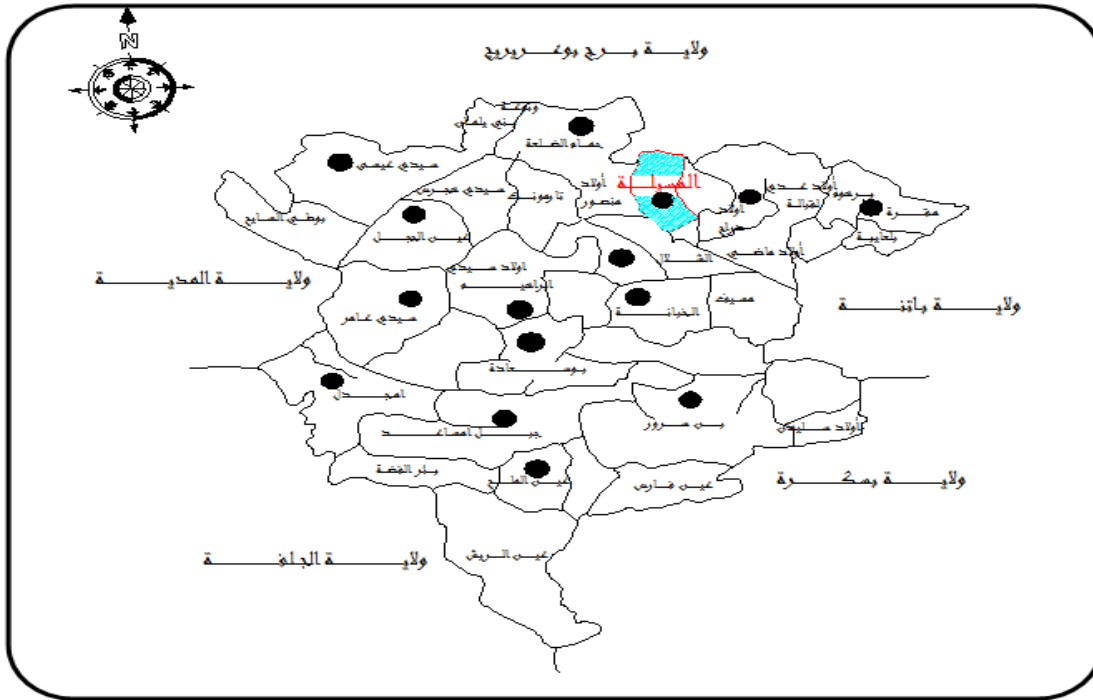 N
ولاية برج بوعريريج
ونوغة
بني يلمان
حمام الضلعة
سيدي عيسى
المسيلة
أولاد
منصور
تارمونت
سيدي هجرس
أولاد عدي
لقبالة
برهوم
مقرة
بلعايبة
أولاد
دراج
بوطي السايح
عين الحجل
أولاد ماضي
الشلال
اولاد سيدي
ابراهيم
ولاية المدية
ولاية باتنة
مسيف
الخبانة
سيدي عامر
بوسعادة
امجدل
جبل امساعد
بن سرور
أولاد سليمان
بئر الفضة
عين الملح
عين فارس
ولاية بسكرة
عين الريش
ولاية الجلفة